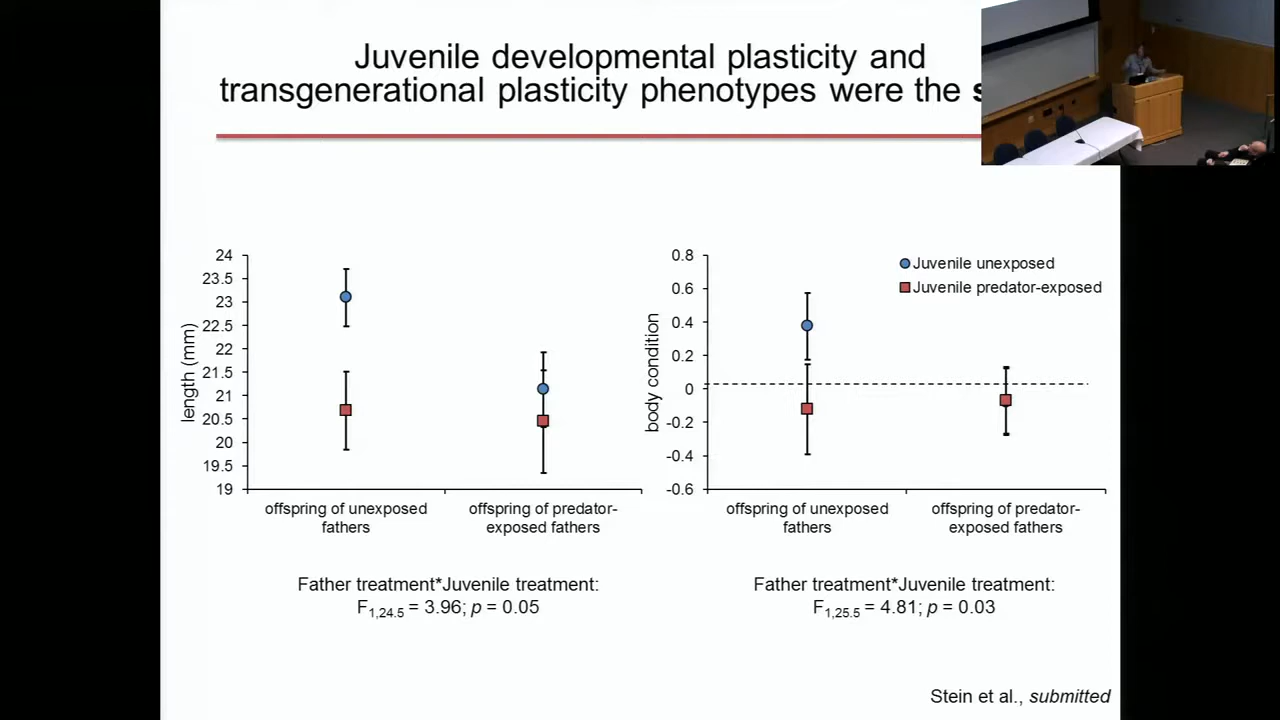 Juvenile developmental plasticity and
transgenerational plasticity phenotypes were the
length (mm)
24
23.5
23
22.5
22
21.5
21
20.5
20
19.5
19
offspring of unexposed fathers
offspring of predator-exposed fathers
body condition
0.8
0.6
0.4
0.2
0
-0.2
-0.4
-0.6
Juvenile unexposed
Juvenile predator-exposed
offspring of unexposed fathers
offspring of predator-exposed fathers
Father treatment*Juvenile treatment:
F1,24.5 = 3.96; p = 0.05
Father treatment*Juvenile treatment:
F1,25.5 = 4.81; p = 0.03
Stein et al., submitted